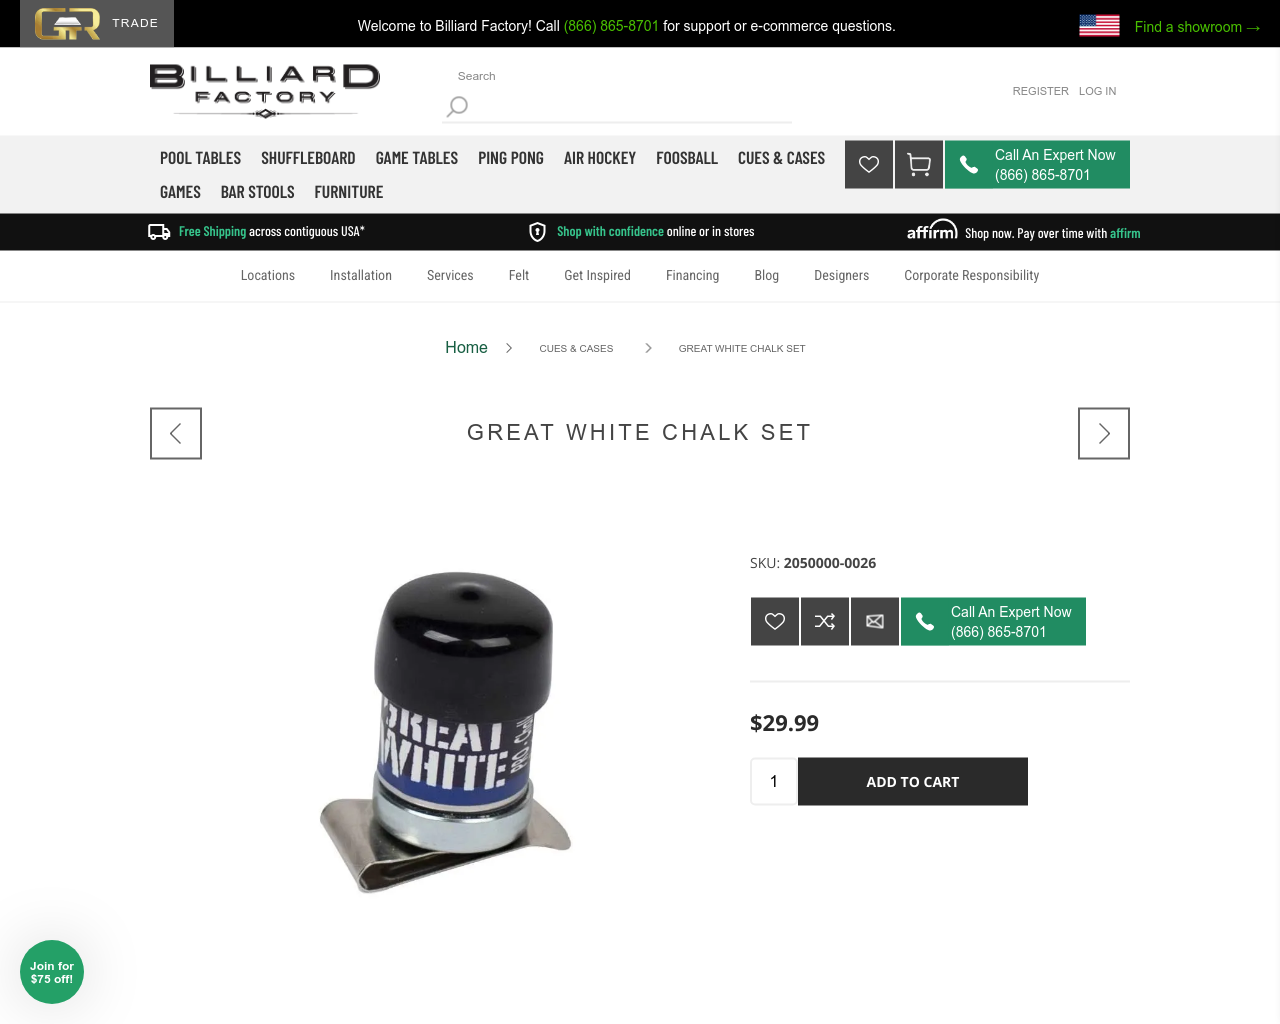 GR TRADE
Welcome to Billiard Factory! Call (866) 865-8701 for support or e-commerce questions.
Find a showroom →
BILLIARD
FACTORY
Search
REGISTER LOG IN
POOL TABLES SHUFFLEBOARD GAME TABLES PING PONG AIR HOCKEY FOOSBALL CUES & CASES
GAMES BAR STOOLS FURNITURE
Call An Expert Now
(866) 865-8701
Free Shipping across contiguous USA*
Shop with confidence online or in stores
affirm Shop now. Pay over time with affirm
Locations Installation Services Felt Get Inspired Financing Blog Designers Corporate Responsibility
Home > CUES & CASES > GREAT WHITE CHALK SET
GREAT WHITE CHALK SET
GREAT
WHITE
SKU: 2050000-0026
Call An Expert Now
(866) 865-8701
$29.99
1 ADD TO CART
Join for
$75 off!